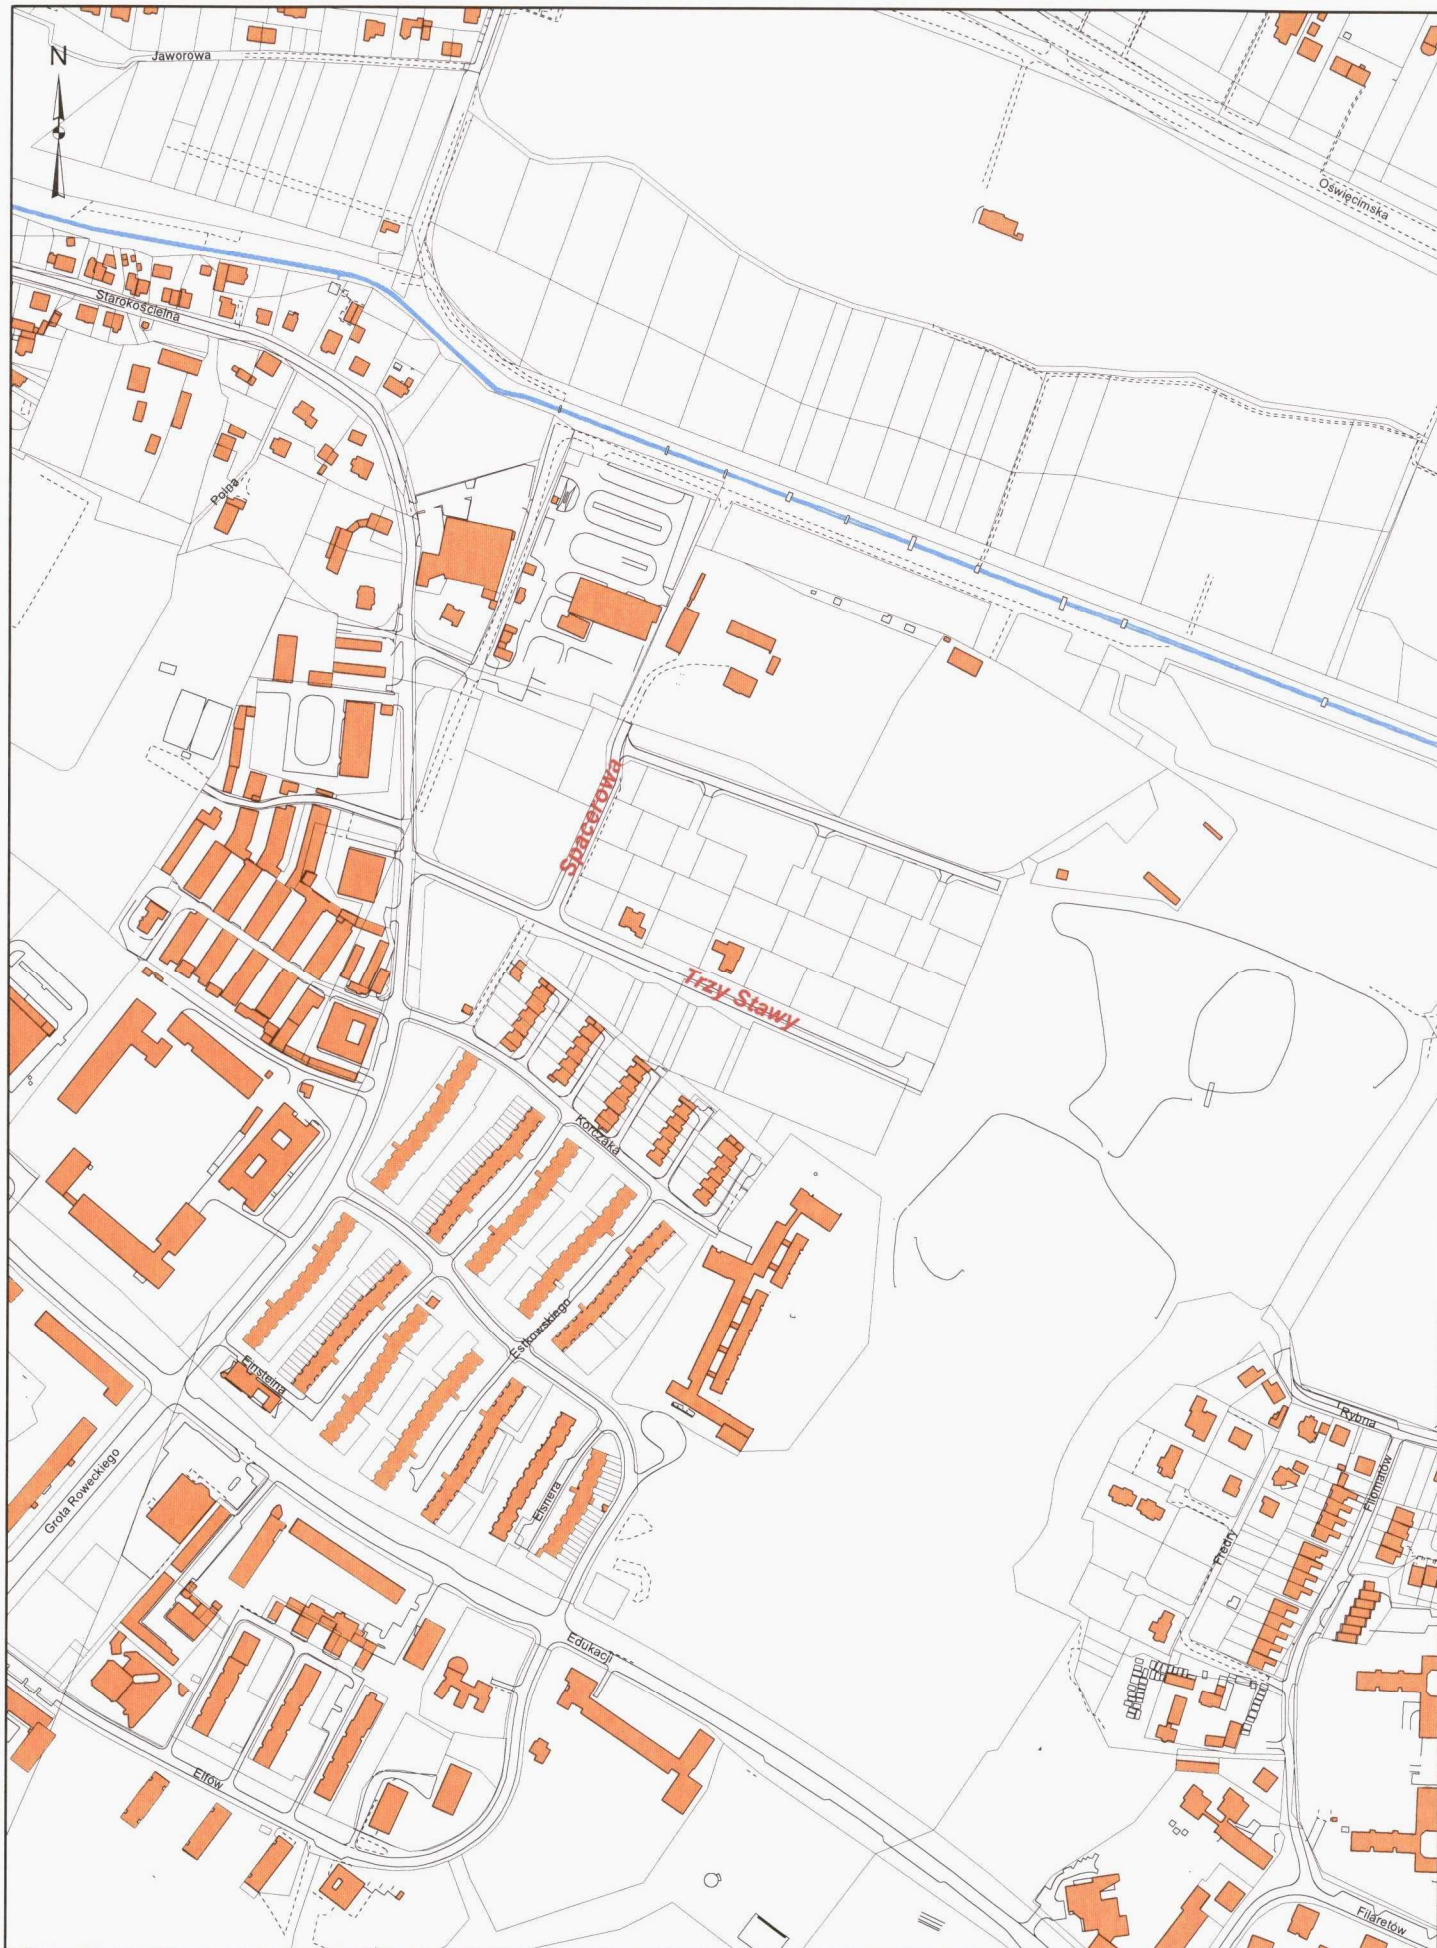 Jaworowa
N
Oświęcimska
Starokościelna
Polna
Spacerowa
Trzy Stawy
Korczaka
Estkowskiego
Einsteina
Rybna
Filomatów
Grota Roweckiego
Elsnera
Fredry
Edukacji
Elfów
Filaretów